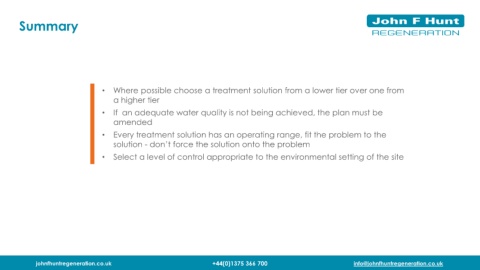 Summary
John F Hunt
REGENERATION
• Where possible choose a treatment solution from a lower tier over one from
a higher tier
• If an adequate water quality is not being achieved, the plan must be
amended
• Every treatment solution has an operating range, fit the problem to the
solution - don't force the solution onto the problem
• Select a level of control appropriate to the environmental setting of the site
johnfhuntregeneration.co.uk +44(0)1375 366 700 info@johnfhuntregeneration.co.uk